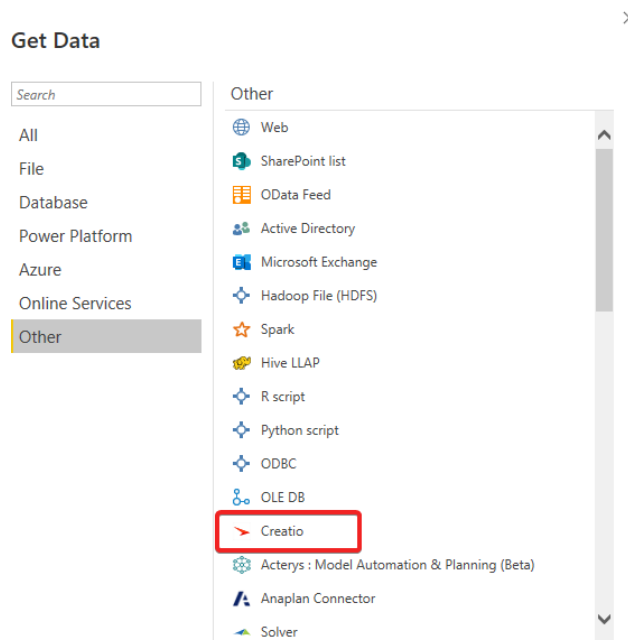 Get Data
Search
All
File
Database
Power Platform
Azure
Online Services
Other
Other
Web
SharePoint list
OData Feed
Active Directory
Microsoft Exchange
Hadoop File (HDFS)
Spark
Hive LLAP
R script
Python script
ODBC
OLE DB
Creatio
Acterys : Model Automation & Planning (Beta)
Anaplan Connector
Solver